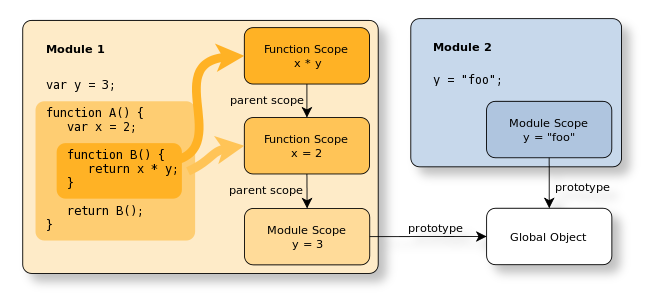 Module 1
var y = 3;
function A() {
var x = 2;
function B() {
return x * y;
}
return B();
}
Function Scope
x * y
parent scope
Function Scope
x = 2
parent scope
Module Scope
y = 3
prototype
Module 2
y = "foo";
Module Scope
y = "foo"
prototype
Global Object